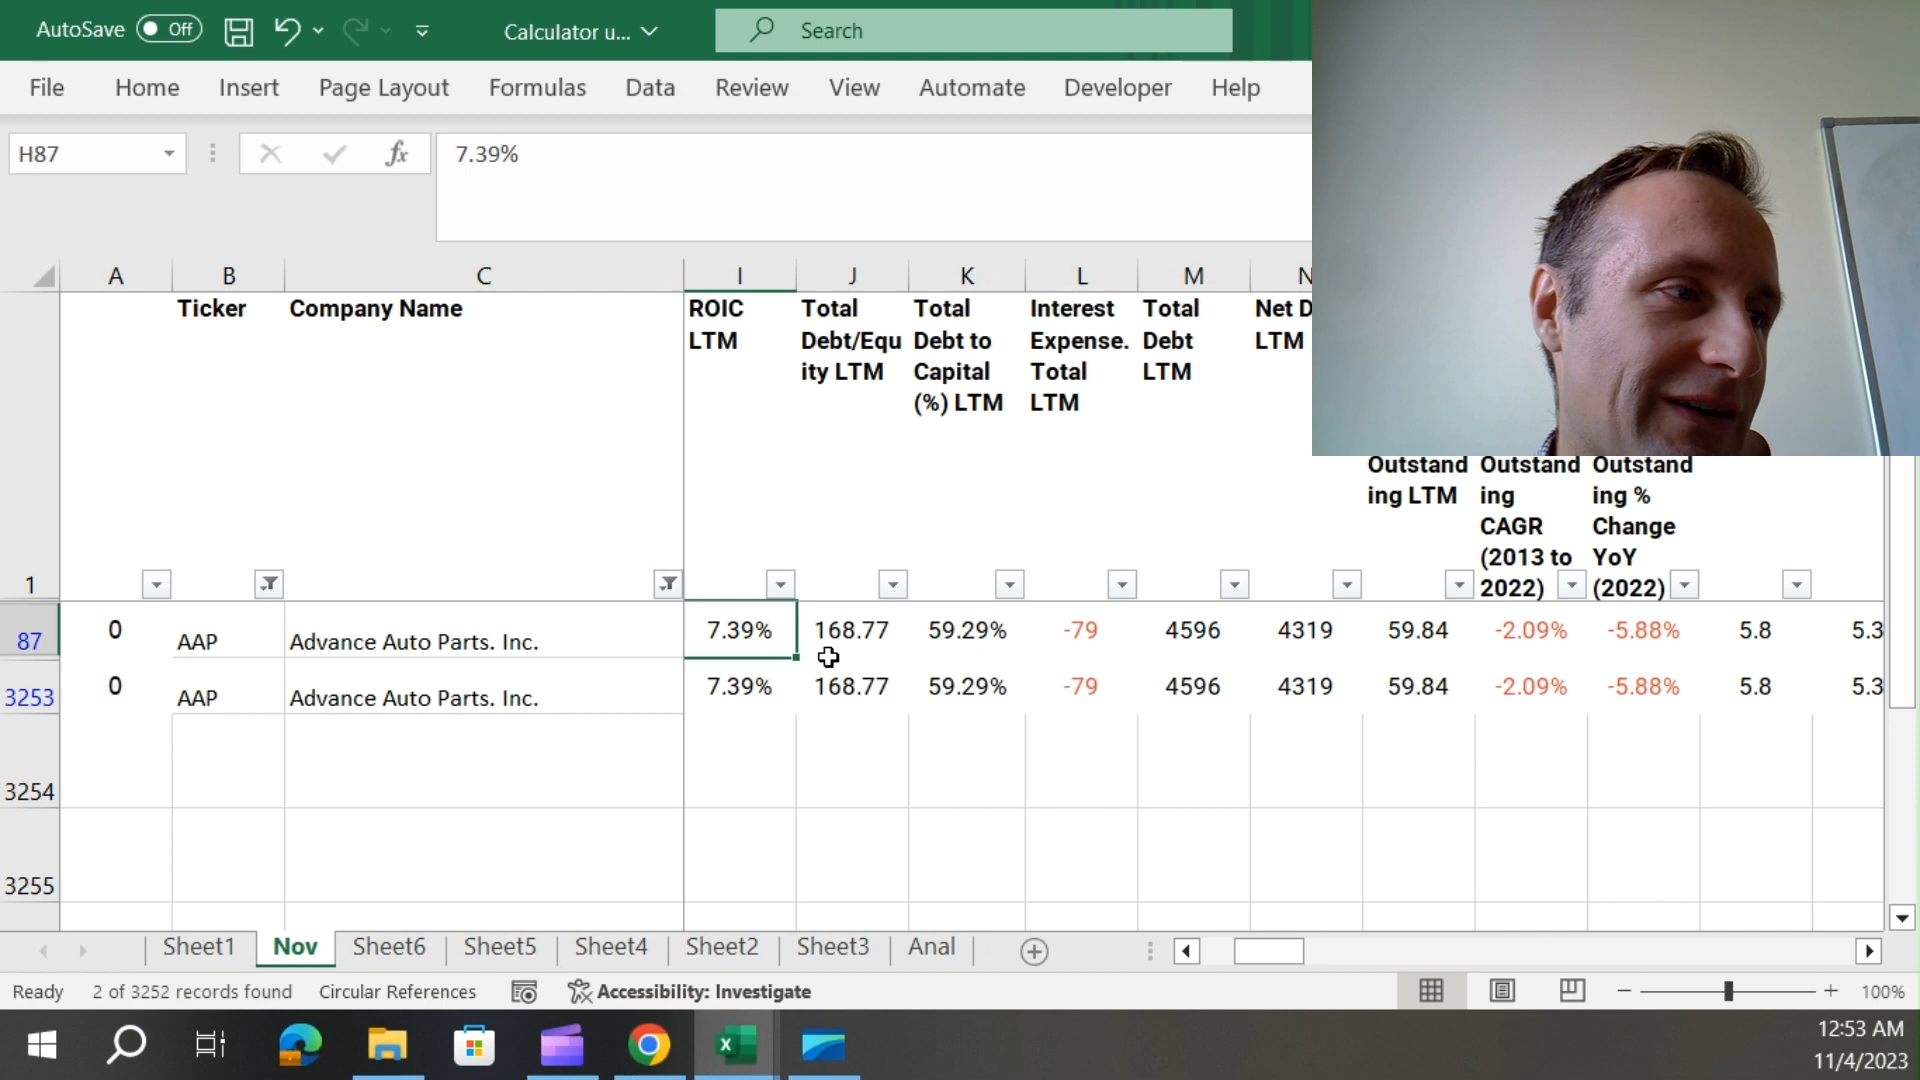 AutoSave Off Calculator u... Search
File Home Insert Page Layout Formulas Data Review View Automate Developer Help
H87 fx 7.39%
A B C I J K L M N
Ticker Company Name ROIC LTM Total Debt/Equity LTM Total Debt to Capital (%) LTM Interest Expense. Total LTM Total Debt LTM Net D LTM Outstanding LTM Outstanding CAGR (2013 to 2022) Outstanding % Change YoY (2022)
1
87 0 AAP Advance Auto Parts. Inc. 7.39% 168.77 59.29% -79 4596 4319 59.84 -2.09% -5.88% 5.8 5.3
3253 0 AAP Advance Auto Parts. Inc. 7.39% 168.77 59.29% -79 4596 4319 59.84 -2.09% -5.88% 5.8 5.3
3254
3255
Sheet1 Nov Sheet6 Sheet5 Sheet4 Sheet2 Sheet3 Anal
Ready 2 of 3252 records found Circular References Accessibility: Investigate 100%
12:53 AM
11/4/2023